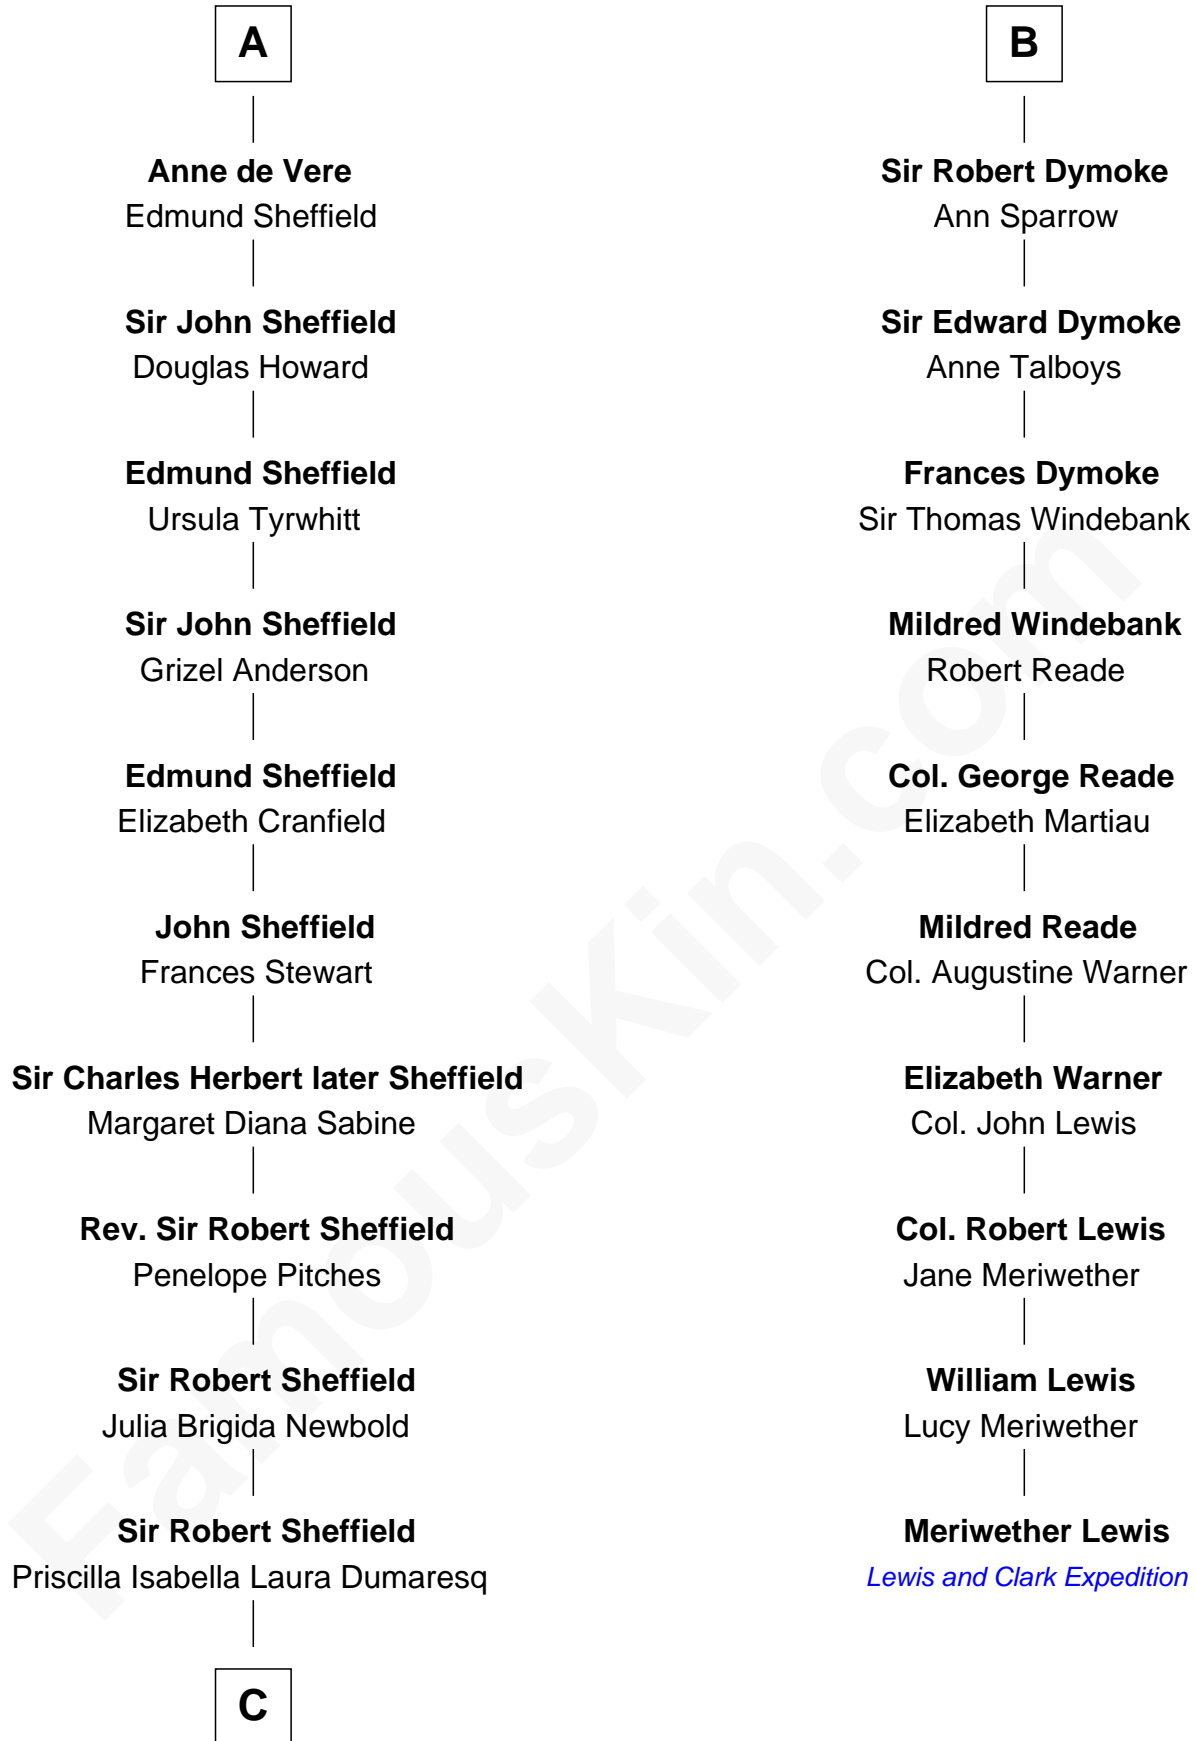 A
Anne de Vere
Edmund Sheffield
Sir John Sheffield
Douglas Howard
Edmund Sheffield
Ursula Tyrwhitt
Sir John Sheffield
Grizel Anderson
Edmund Sheffield
Elizabeth Cranfield
John Sheffield
Frances Stewart
Sir Charles Herbert later Sheffield
Margaret Diana Sabine
Rev. Sir Robert Sheffield
Penelope Pitches
Sir Robert Sheffield
Julia Brigida Newbold
Sir Robert Sheffield
Priscilla Isabella Laura Dumaresq
C
B
Sir Robert Dymoke
Ann Sparrow
Sir Edward Dymoke
Anne Talboys
Frances Dymoke
Sir Thomas Windebank
Mildred Windebank
Robert Reade
Col. George Reade
Elizabeth Martiau
Mildred Reade
Col. Augustine Warner
Elizabeth Warner
Col. John Lewis
Col. Robert Lewis
Jane Meriwether
William Lewis
Lucy Meriwether
Meriwether Lewis
Lewis and Clark Expedition
FamousKin.com